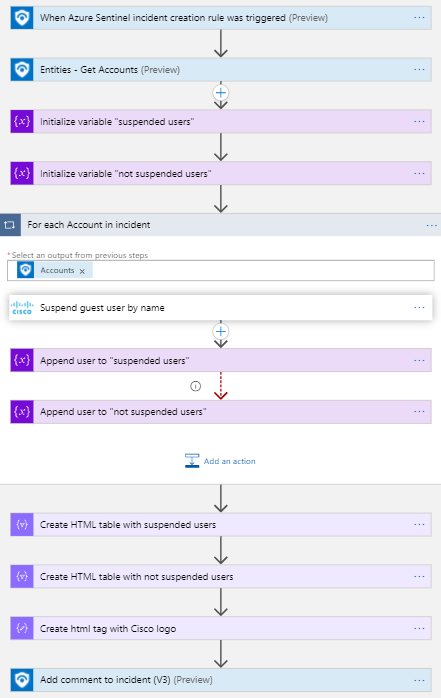 When Azure Sentinel incident creation rule was triggered (Preview)
Entities - Get Accounts (Preview)
Initialize variable "suspended users"
Initialize variable "not suspended users"
For each Account in incident
* Select an output from previous steps
Accounts x
CISCO Suspend guest user by name
Append user to "suspended users"
Append user to "not suspended users"
Add an action
Create HTML table with suspended users
Create HTML table with not suspended users
Create html tag with Cisco logo
Add comment to incident (V3) (Preview)